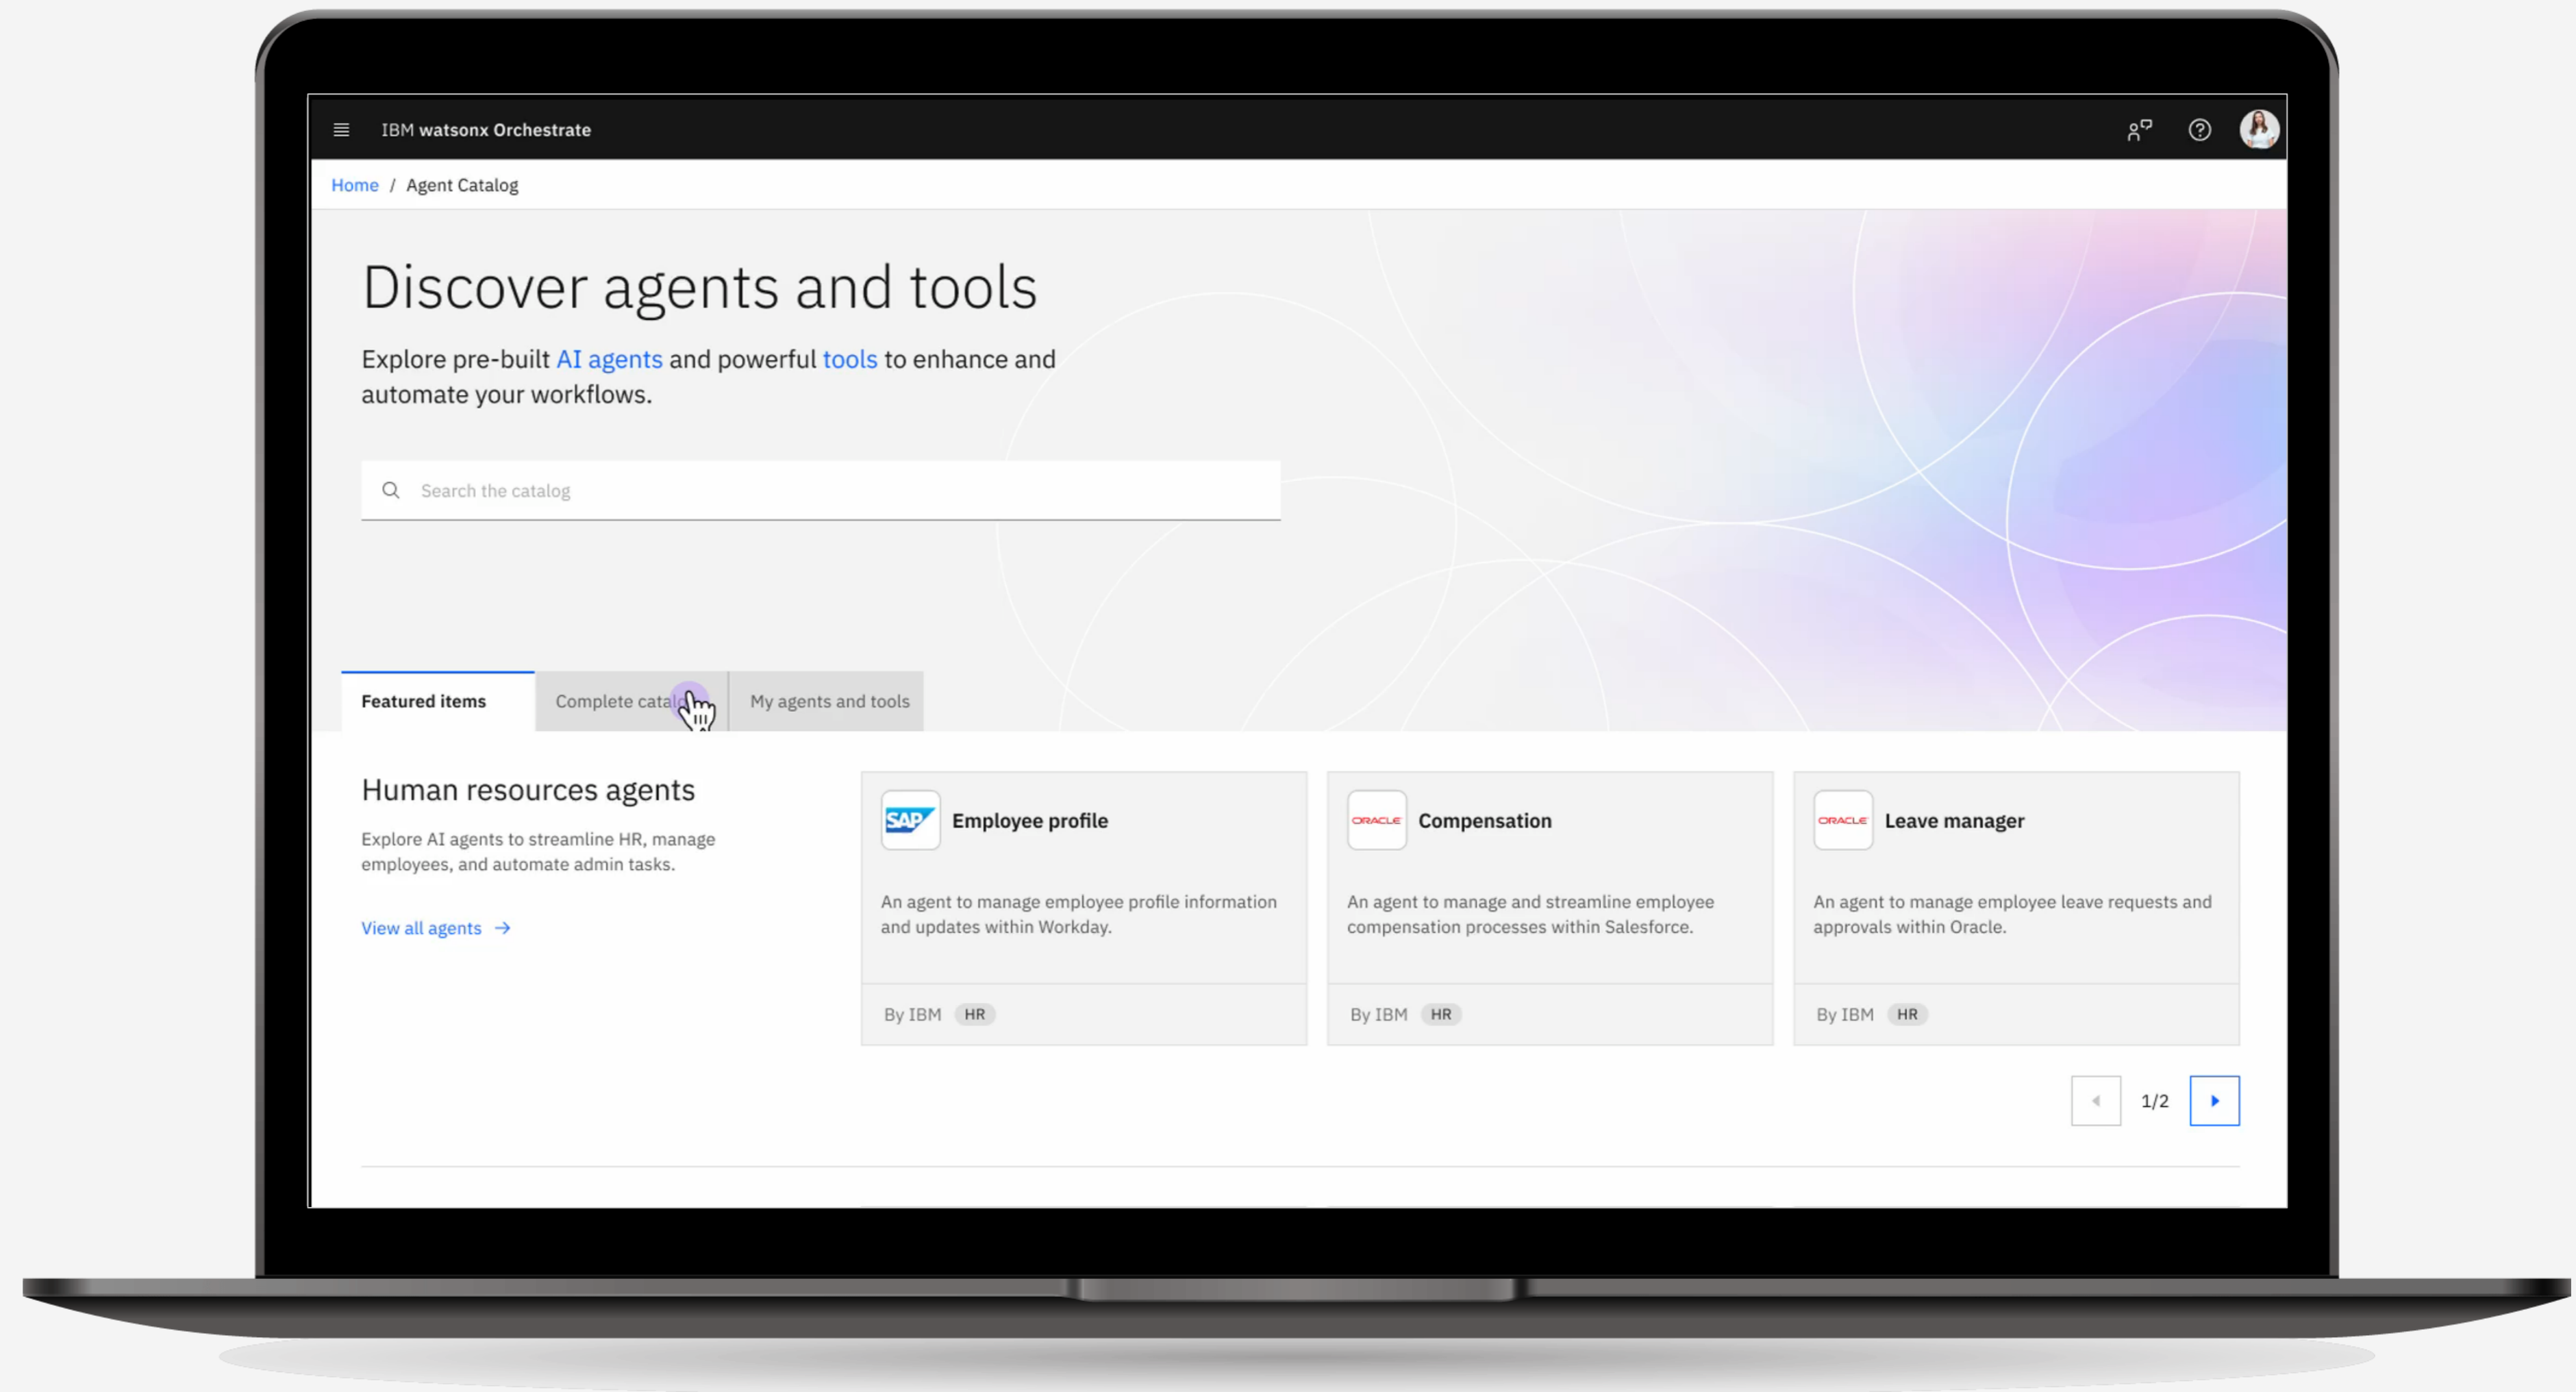 IBM watsonx Orchestrate
Home / Agent Catalog
Discover agents and tools
Explore pre-built AI agents and powerful tools to enhance and
automate your workflows.
Search the catalog
Featured items
Complete
My agents and tools
Human resources agents
Explore AI agents to streamline HR, manage
employees, and automate admin tasks.
View all agents
SAP
Employee profile
An agent to manage employee profile information
and updates within Workday.
By IBM HR
ORACLE
Compensation
An agent to manage and streamline employee
compensation processes within Salesforce.
By IBM HR
ORACLE
Leave manager
An agent to manage employee leave requests and
approvals within Oracle.
By IBM HR
1/2